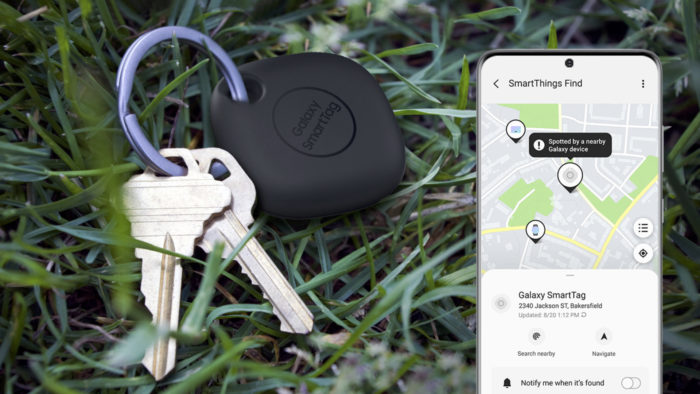 Galaxy
SmartTag
SmartThings Find
Spotted by a nearby
Galaxy device
Galaxy SmartTag
2340 Jackson ST, Bakersfield
Updated: 8/20 1:12 PM
Search nearby
Navigate
Notify me when it's found